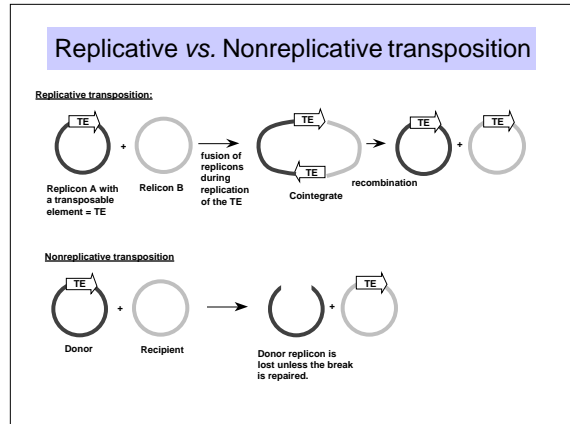 Replicative vs. Nonreplicative transposition
Replicative transposition:
TE
+
TE
TE
TE
+
TE
Replicon A with
a transposable
element = TE
Relicon B
fusion of
replicons
during
replication
of the TE
Cointegrate
recombination
Nonreplicative transposition
TE
+
+
TE
Donor
Recipient
Donor replicon is
lost unless the break
is repaired.